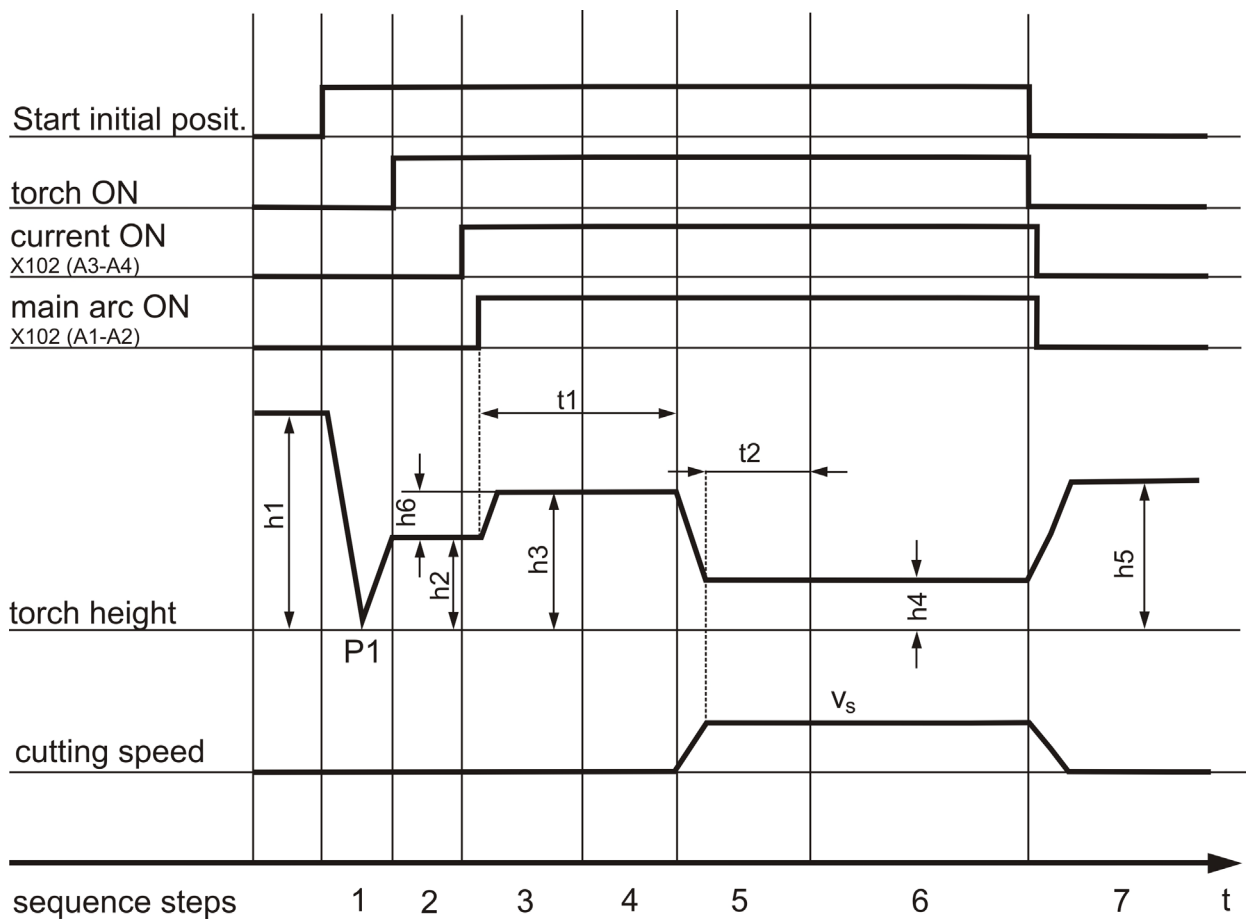 Start initial posit.
torch ON
current ON
X102 (A3-A4)
main arc ON
X102 (A1-A2)
t1
t2
h1
h6
h2
h3
h4
h5
torch height
P1
vs
cutting speed
sequence steps 1 2 3 4 5 6 7 t